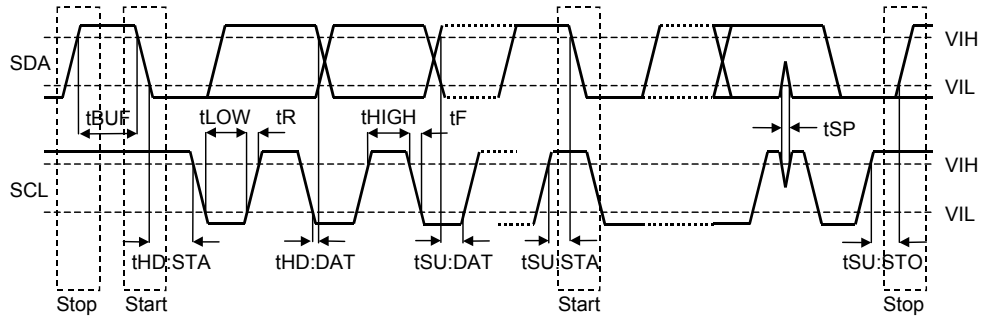 SDA
VIH
VIL
tBUF
tLOW
tR
tHIGH
tF
tSP
SCL
VIH
VIL
tHD:STA
tHD:DAT
tSU:DAT
tSU:STA
tSU:STO
Stop
Start
Start
Stop